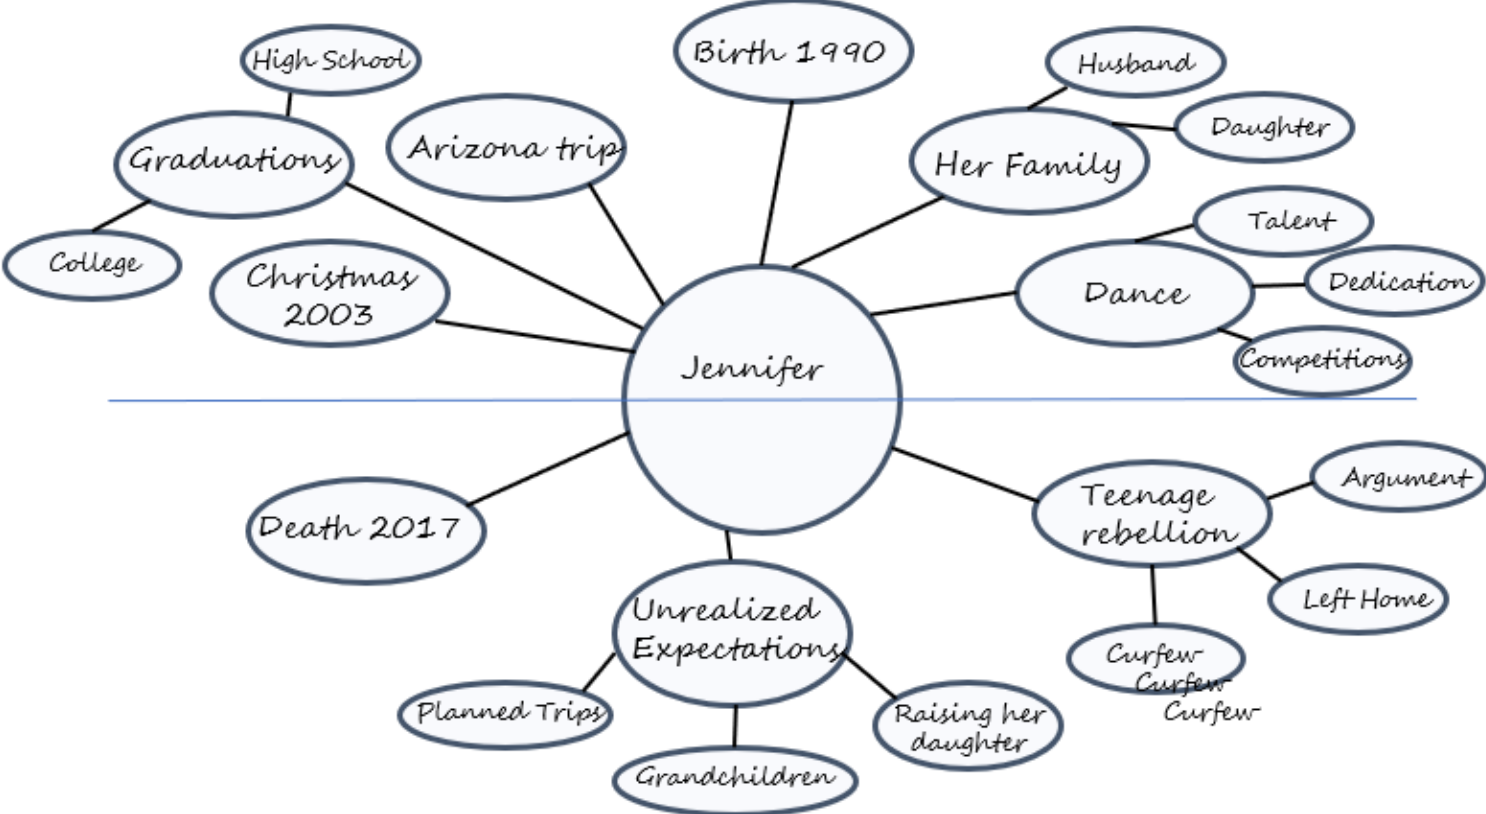 High School
Graduations
College
Arizona trip
Christmas
2003
Birth 1990
Her Family
Husband
Daughter
Dance
Talent
Dedication
Competitions
Jennifer
Death 2017
Unrealized
Expectations
Planned Trips
Grandchildren
Raising her
daughter
Teenage
rebellion
Argument
Left Home
Curfew
Curfew
Curfew